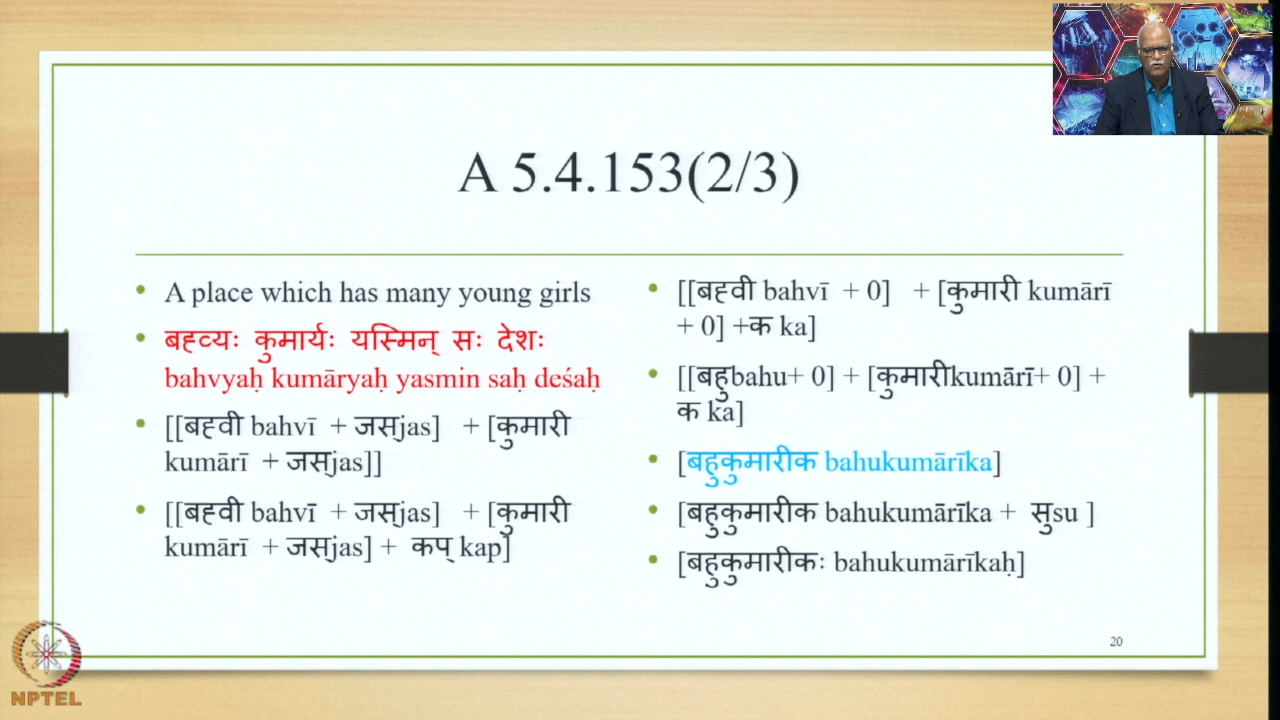 A 5.4.153(2/3)
• A place which has many young girls
• बह्व्यः कुमार्यः यस्मिन् सः देशः
bahvyaḥ kumāryaḥ yasmin saḥ deśaḥ
• [[बह्वी bahvī + जस्jas] + [कुमारी
kumārī + जस्jas]]
• [[बह्वी bahvī + जस्jas] + [कुमारी
kumārī + जस्jas] + कप् kap]
• [[बह्वी bahvī + 0] + [कुमारी kumārī
+ 0] +क ka]
• [[बहुbahu+ 0] + [कुमारीkumārī+ 0] +
क ka]
• [बहुकुमारीक bahukumārīka]
• [बहुकुमारीक bahukumārīka + सुsu ]
• [बहुकुमारीकः bahukumārīkaḥ]
20
NPTEL